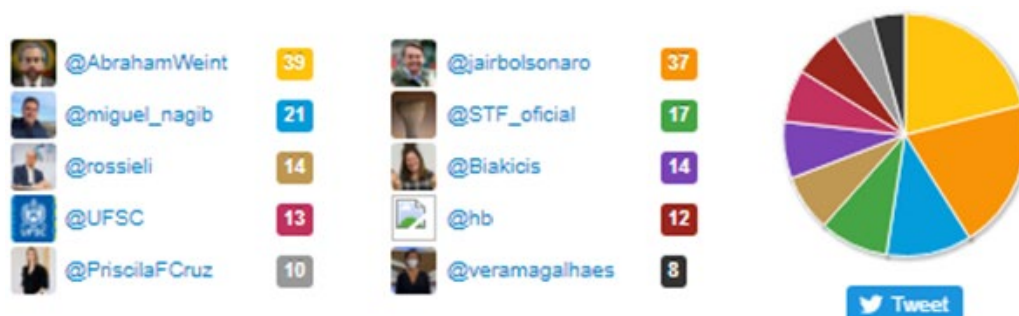 @AbrahamWeint 39 @jairbolsonaro 37
@miguel_nagib 21 @STF_oficial 17
@rossieli 14 @Biakicis 14
@UFSC 13 @hb 12
@PriscilaFCruz 10 @veramagalhaes 8
UFSC
Tweet